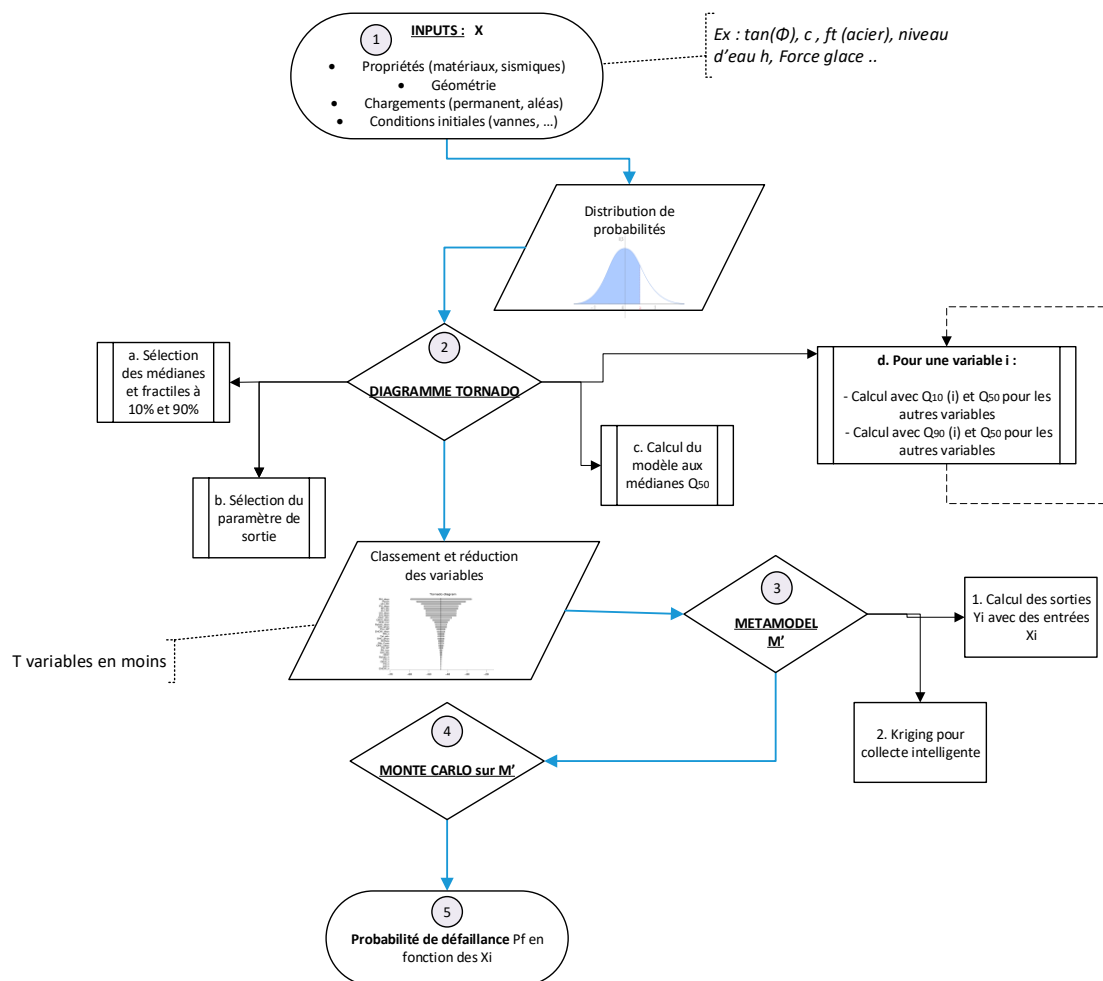 1
INPUTS : X
• Propriétés (matériaux, sismiques)
• Géométrie
• Chargements (permanent, aléas)
• Conditions initiales (vannes, …)
Ex : tan(Φ), c , ft (acier), niveau
d’eau h, Force glace ..
Distribution de
probabilités
2
DIAGRAMME TORNADO
a. Sélection
des médianes
et fractiles à
10% et 90%
b. Sélection du
paramètre de
sortie
c. Calcul du
modèle aux
médianes Q50
d. Pour une variable i :
- Calcul avec Q10 (i) et Q50 pour les
autres variables
- Calcul avec Q90 (i) et Q50 pour les
autres variables
Classement et réduction
des variables
Tornado diagram
T variables en moins
3
METAMODEL
M’
1. Calcul des sorties
Yi avec des entrées
Xi
2. Kriging pour
collecte intelligente
4
MONTE CARLO sur M’
5
Probabilité de défaillance Pf en
fonction des Xi